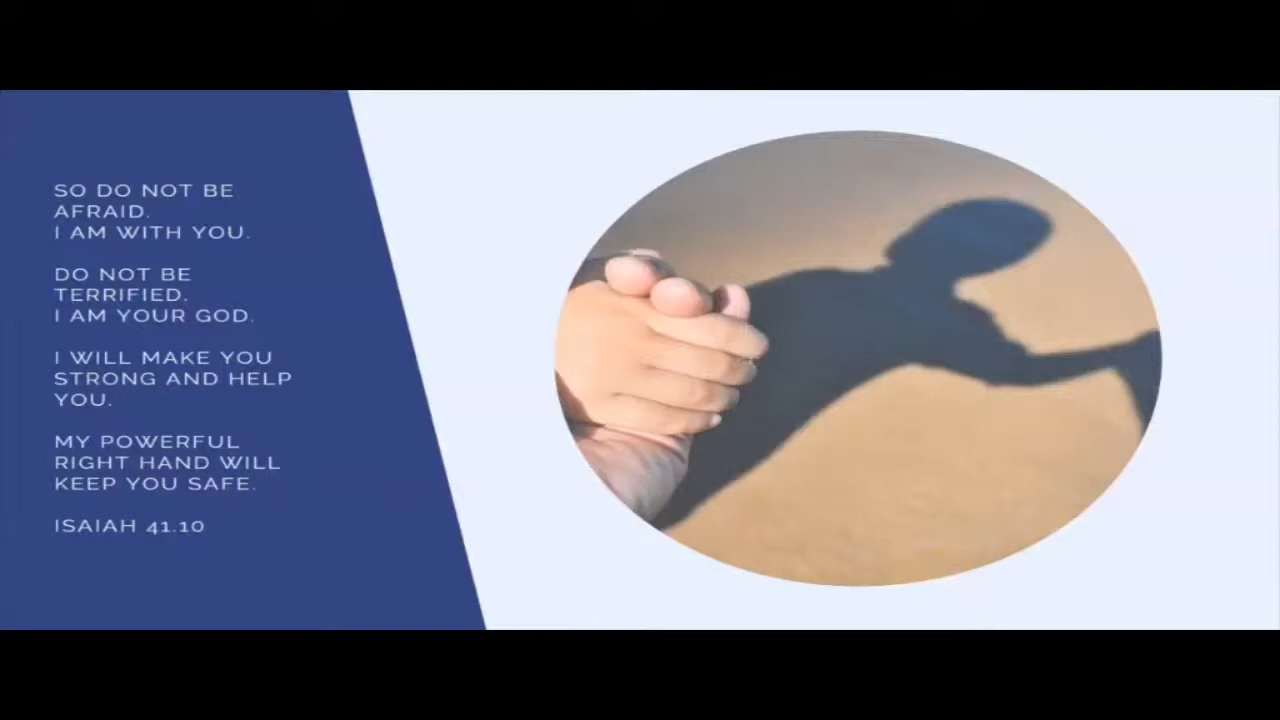 SO DO NOT BE
AFRAID.
I AM WITH YOU.
DO NOT BE
TERRIFIED.
I AM YOUR GOD.
I WILL MAKE YOU
STRONG AND HELP
YOU.
MY POWERFUL
RIGHT HAND WILL
KEEP YOU SAFE.
ISAIAH 41.10